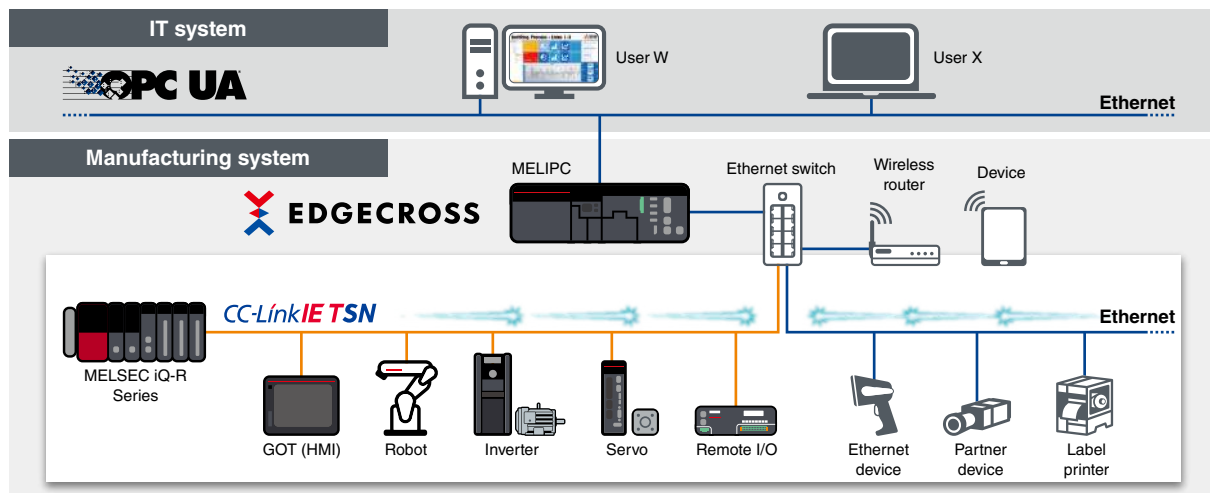 IT system
OPC UA
User W
User X
Ethernet
Manufacturing system
EDGECROSS
MELIPC
Ethernet switch
Wireless
router
Device
CC-Link IE TSN
Ethernet
MELSEC iQ-R
Series
GOT (HMI)
Robot
Inverter
Servo
Remote I/O
Ethernet
device
Partner
device
Label
printer